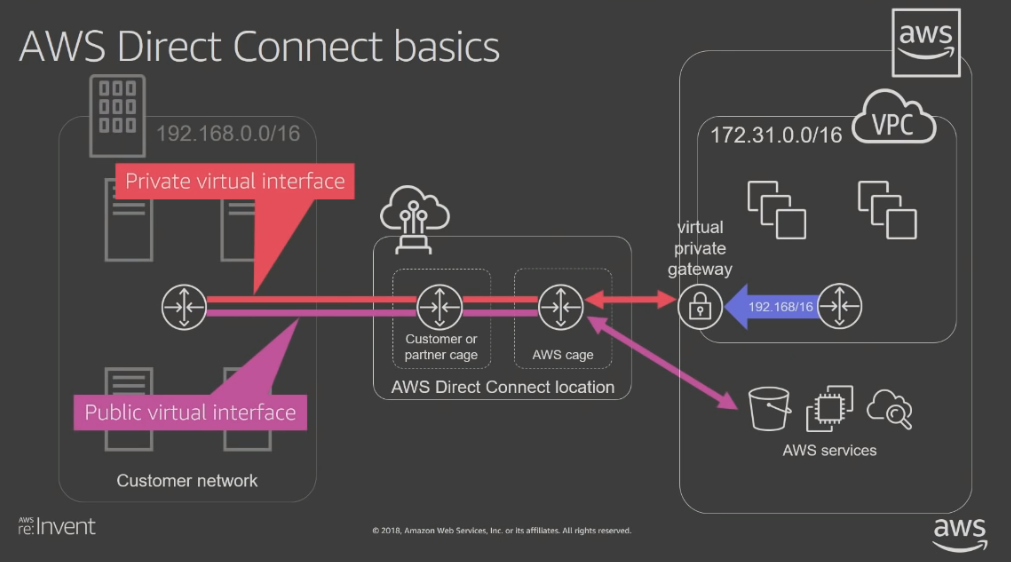 AWS Direct Connect basics
aws
192.168.0.0/16
172.31.0.0/16
VPC
Private virtual interface
virtual
private
gateway
192.168/16
Customer or
partner cage
AWS cage
AWS Direct Connect location
Public virtual interface
AWS services
Customer network
AWS
re:Invent
© 2018, Amazon Web Services, Inc. or its affiliates. All rights reserved.
aws